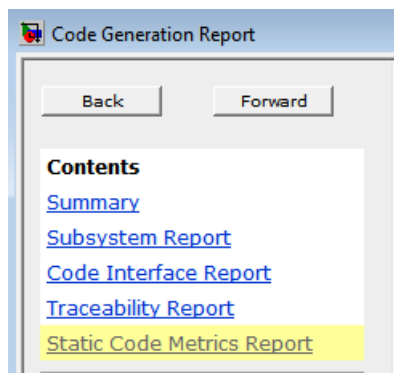 Code Generation Report
Back Forward
Contents
Summary
Subsystem Report
Code Interface Report
Traceability Report
Static Code Metrics Report